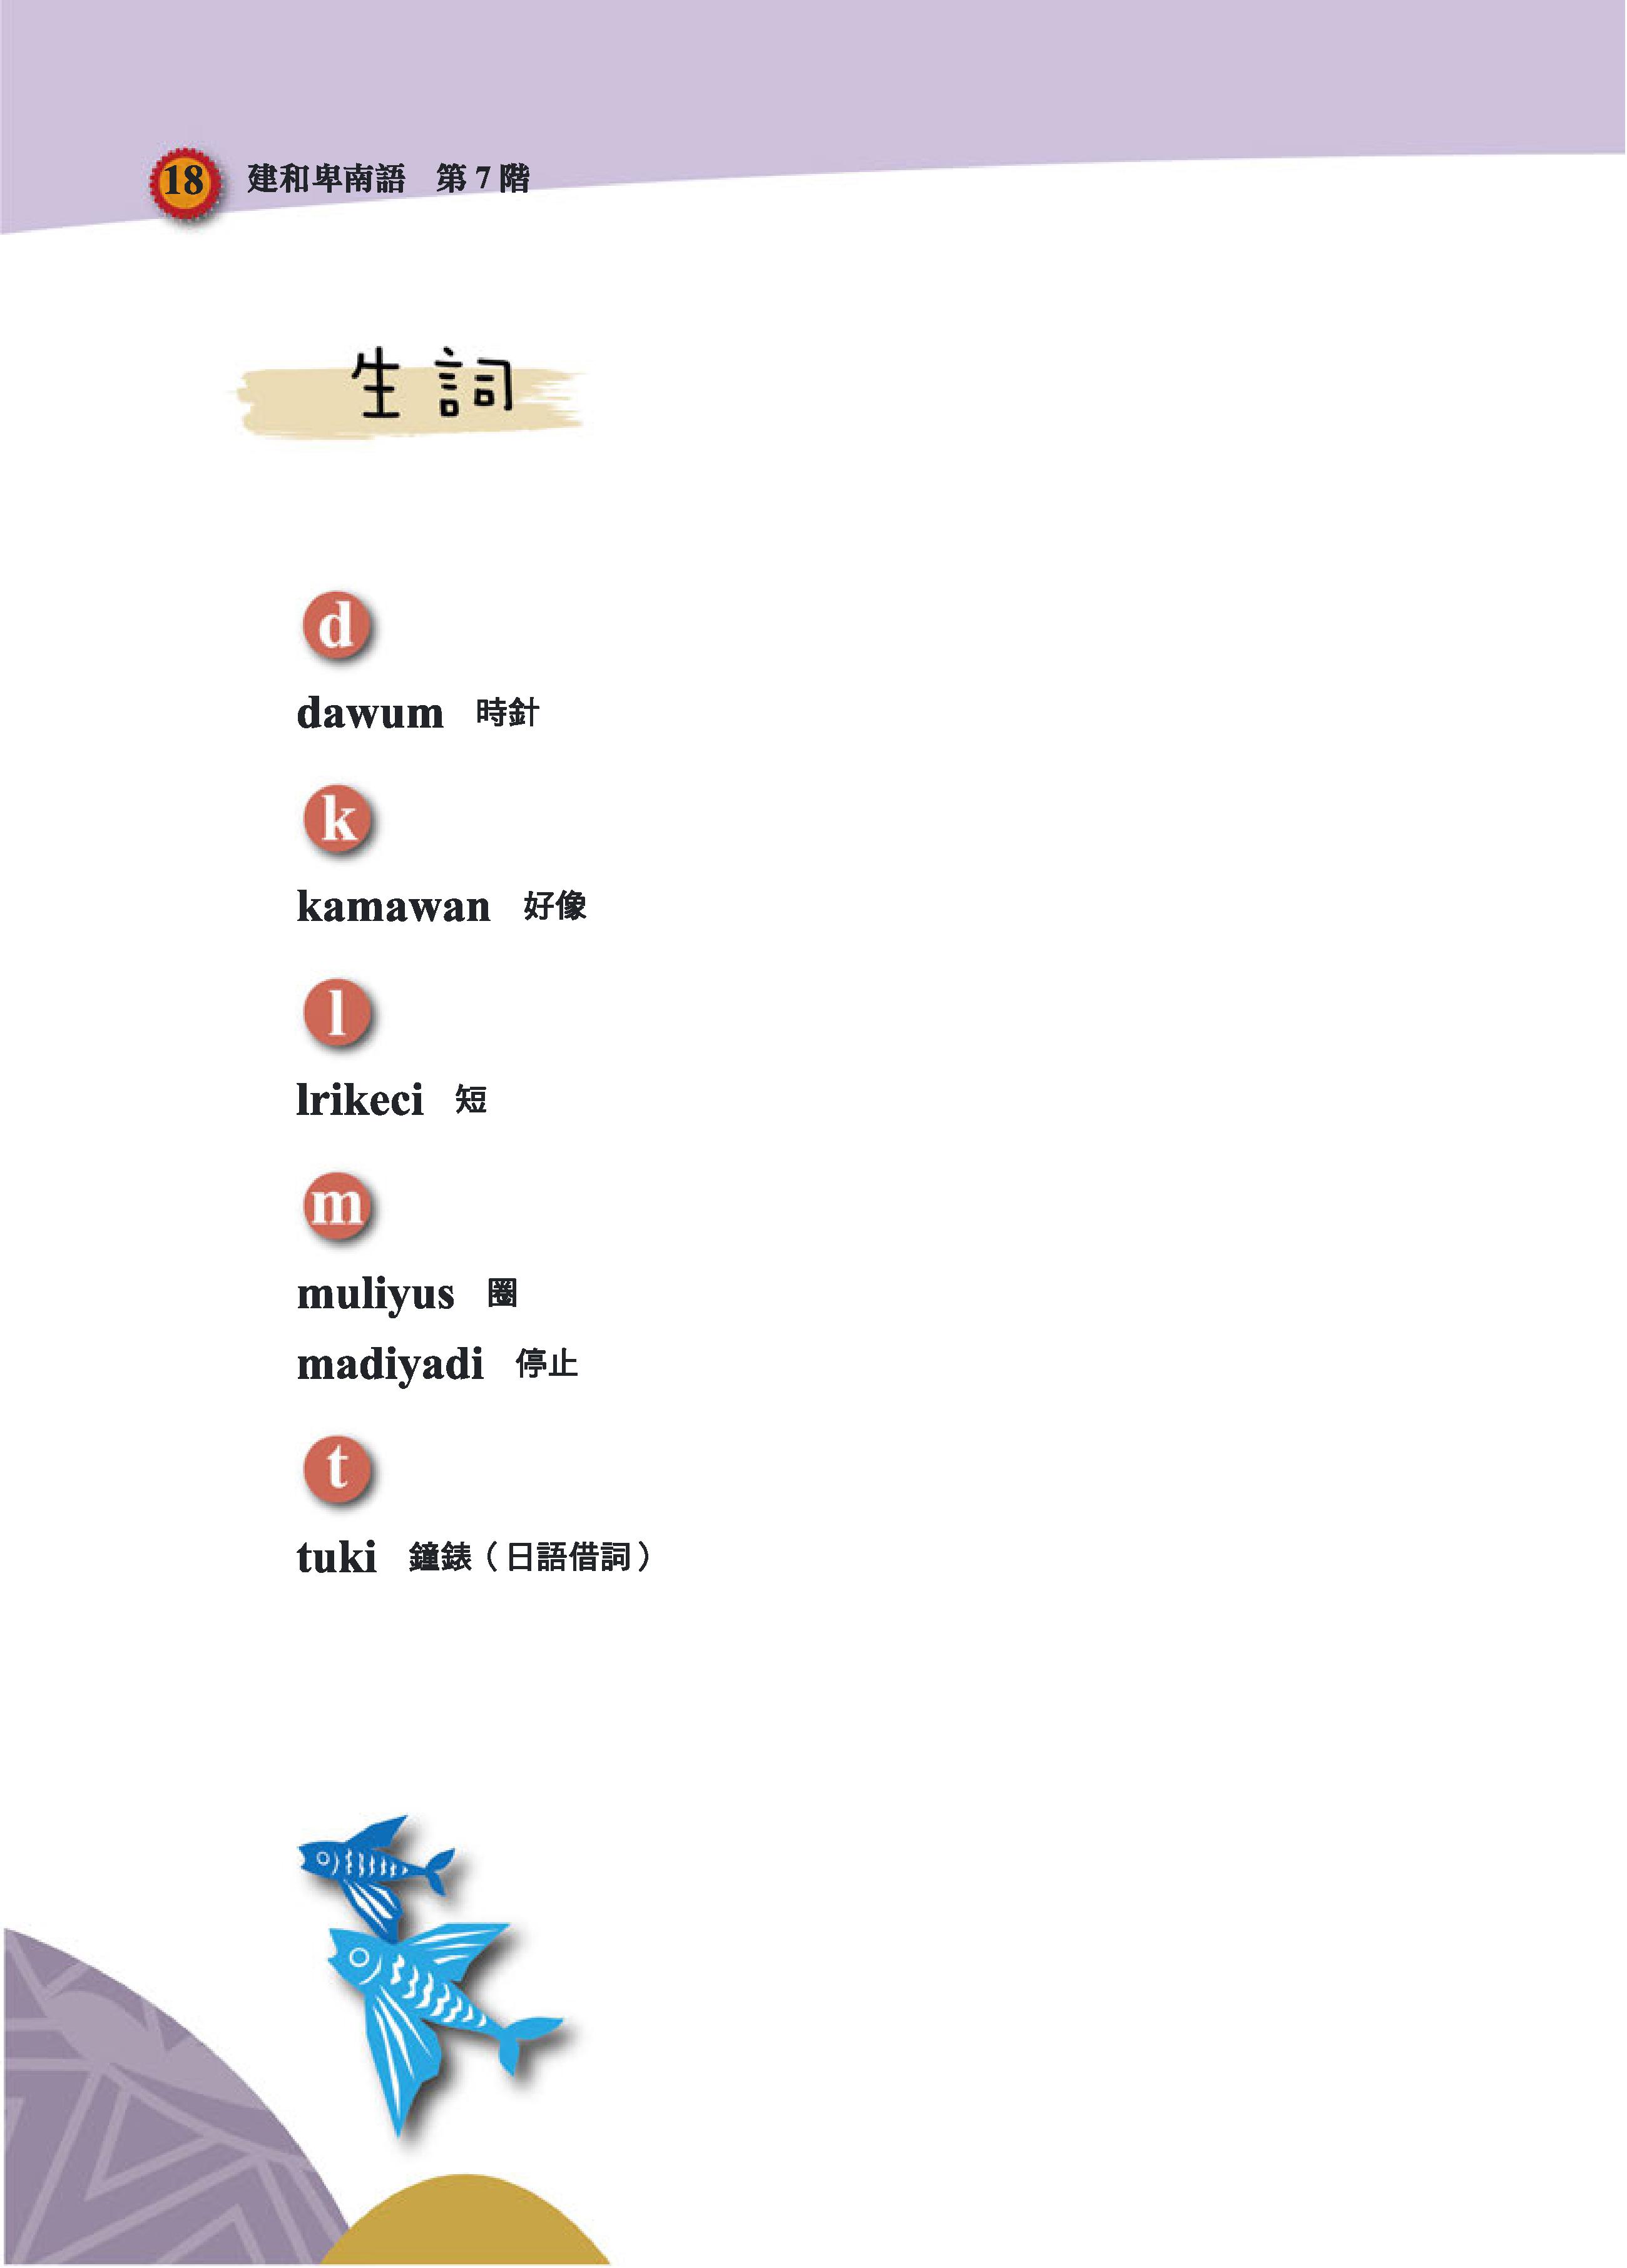 18 建和卑南語 第 7 階
生詞
d
dawum 時針
k
kamawan 好像
l
lrikeci 短
m
muliyus 圈
madiyadi 停止
t
tuki 鐘錶（日語借詞）